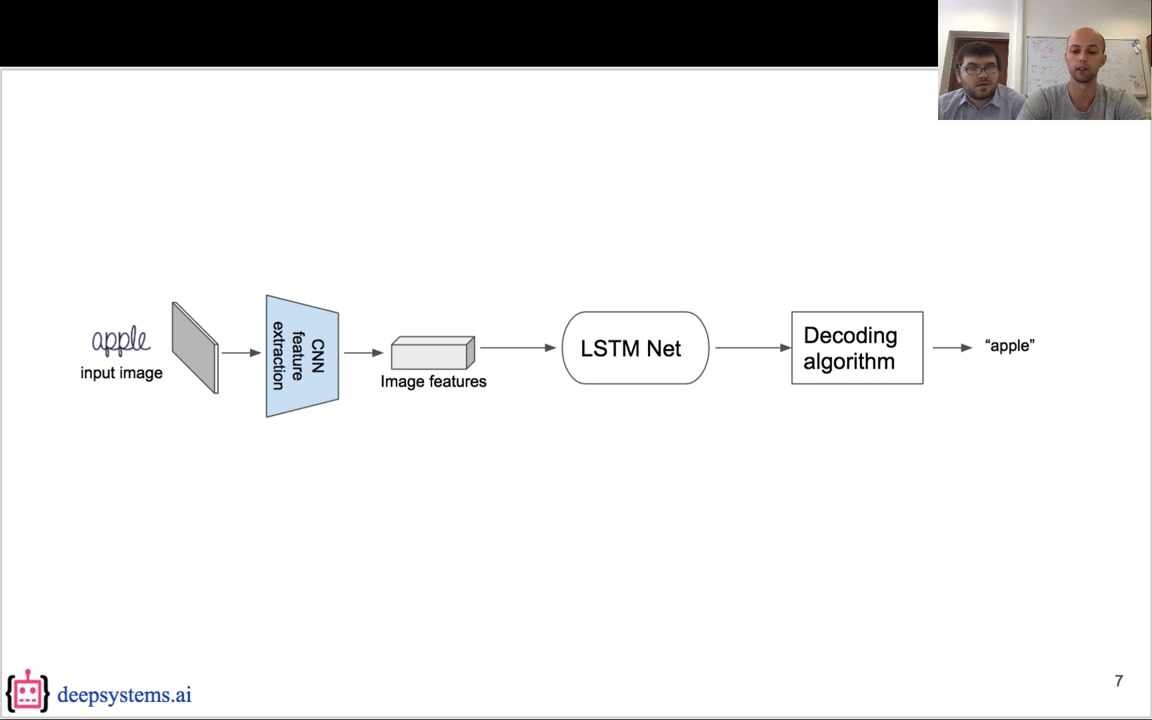 apple
input image
CNN
feature
extraction
Image features
LSTM Net
Decoding
algorithm
“apple”
7
deepsystems.ai